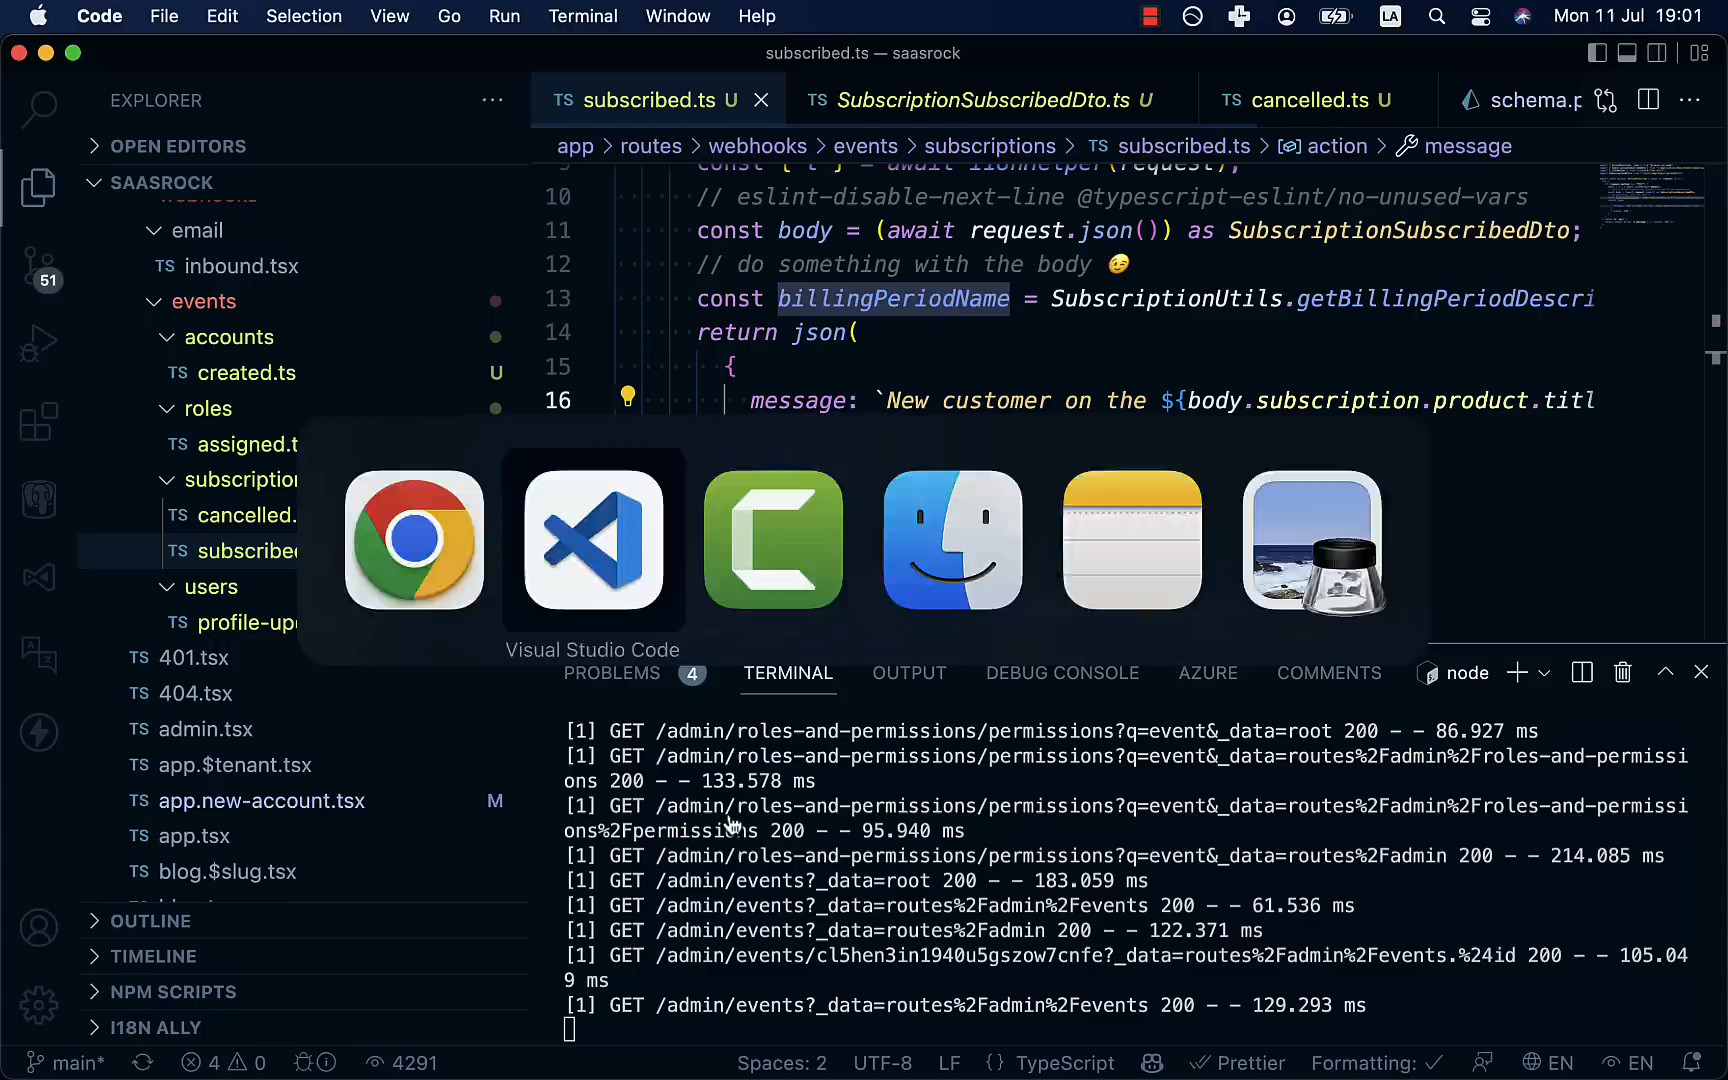 Code File Edit Selection View Go Run Terminal Window Help LA Mon 11 Jul 19:01
subscribed.ts — saasrock
EXPLORER
OPEN EDITORS
SAASROCK
webhooks
email
TS inbound.tsx
events
accounts
TS created.ts U
roles
TS assigned.t
subscription
TS cancelled.
TS subscribe
users
TS profile-up
TS 401.tsx
TS 404.tsx
TS admin.tsx
TS app.$tenant.tsx
TS app.new-account.tsx M
TS app.tsx
TS blog.$slug.tsx
OUTLINE
TIMELINE
NPM SCRIPTS
I18N ALLY
51
TS subscribed.ts U TS SubscriptionSubscribedDto.ts U TS cancelled.ts U schema.p
app > routes > webhooks > events > subscriptions > TS subscribed.ts > action > message
const { t } = await i18nHelper(request);
10 // eslint-disable-next-line @typescript-eslint/no-unused-vars
11 const body = (await request.json()) as SubscriptionSubscribedDto;
12 // do something with the body 😉
13 const billingPeriodName = SubscriptionUtils.getBillingPeriodDescri
14 return json(
15 {
16 message: `New customer on the ${body.subscription.product.titl
Visual Studio Code
PROBLEMS 4 TERMINAL OUTPUT DEBUG CONSOLE AZURE COMMENTS node
[1] GET /admin/roles-and-permissions/permissions?q=event&_data=root 200 - - 86.927 ms
[1] GET /admin/roles-and-permissions/permissions?q=event&_data=routes%2Fadmin%2Froles-and-permissi
ons 200 - - 133.578 ms
[1] GET /admin/roles-and-permissions/permissions?q=event&_data=routes%2Fadmin%2Froles-and-permissi
ons%2Fpermissions 200 - - 95.940 ms
[1] GET /admin/roles-and-permissions/permissions?q=event&_data=routes%2Fadmin 200 - - 214.085 ms
[1] GET /admin/events?_data=root 200 - - 183.059 ms
[1] GET /admin/events?_data=routes%2Fadmin%2Fevents 200 - - 61.536 ms
[1] GET /admin/events?_data=routes%2Fadmin 200 - - 122.371 ms
[1] GET /admin/events/cl5hen3in1940u5gszow7cnfe?_data=routes%2Fadmin%2Fevents.%24id 200 - - 105.04
9 ms
[1] GET /admin/events?_data=routes%2Fadmin%2Fevents 200 - - 129.293 ms
main* 4 0 4291 Spaces: 2 UTF-8 LF {} TypeScript Prettier Formatting: ✓ EN EN